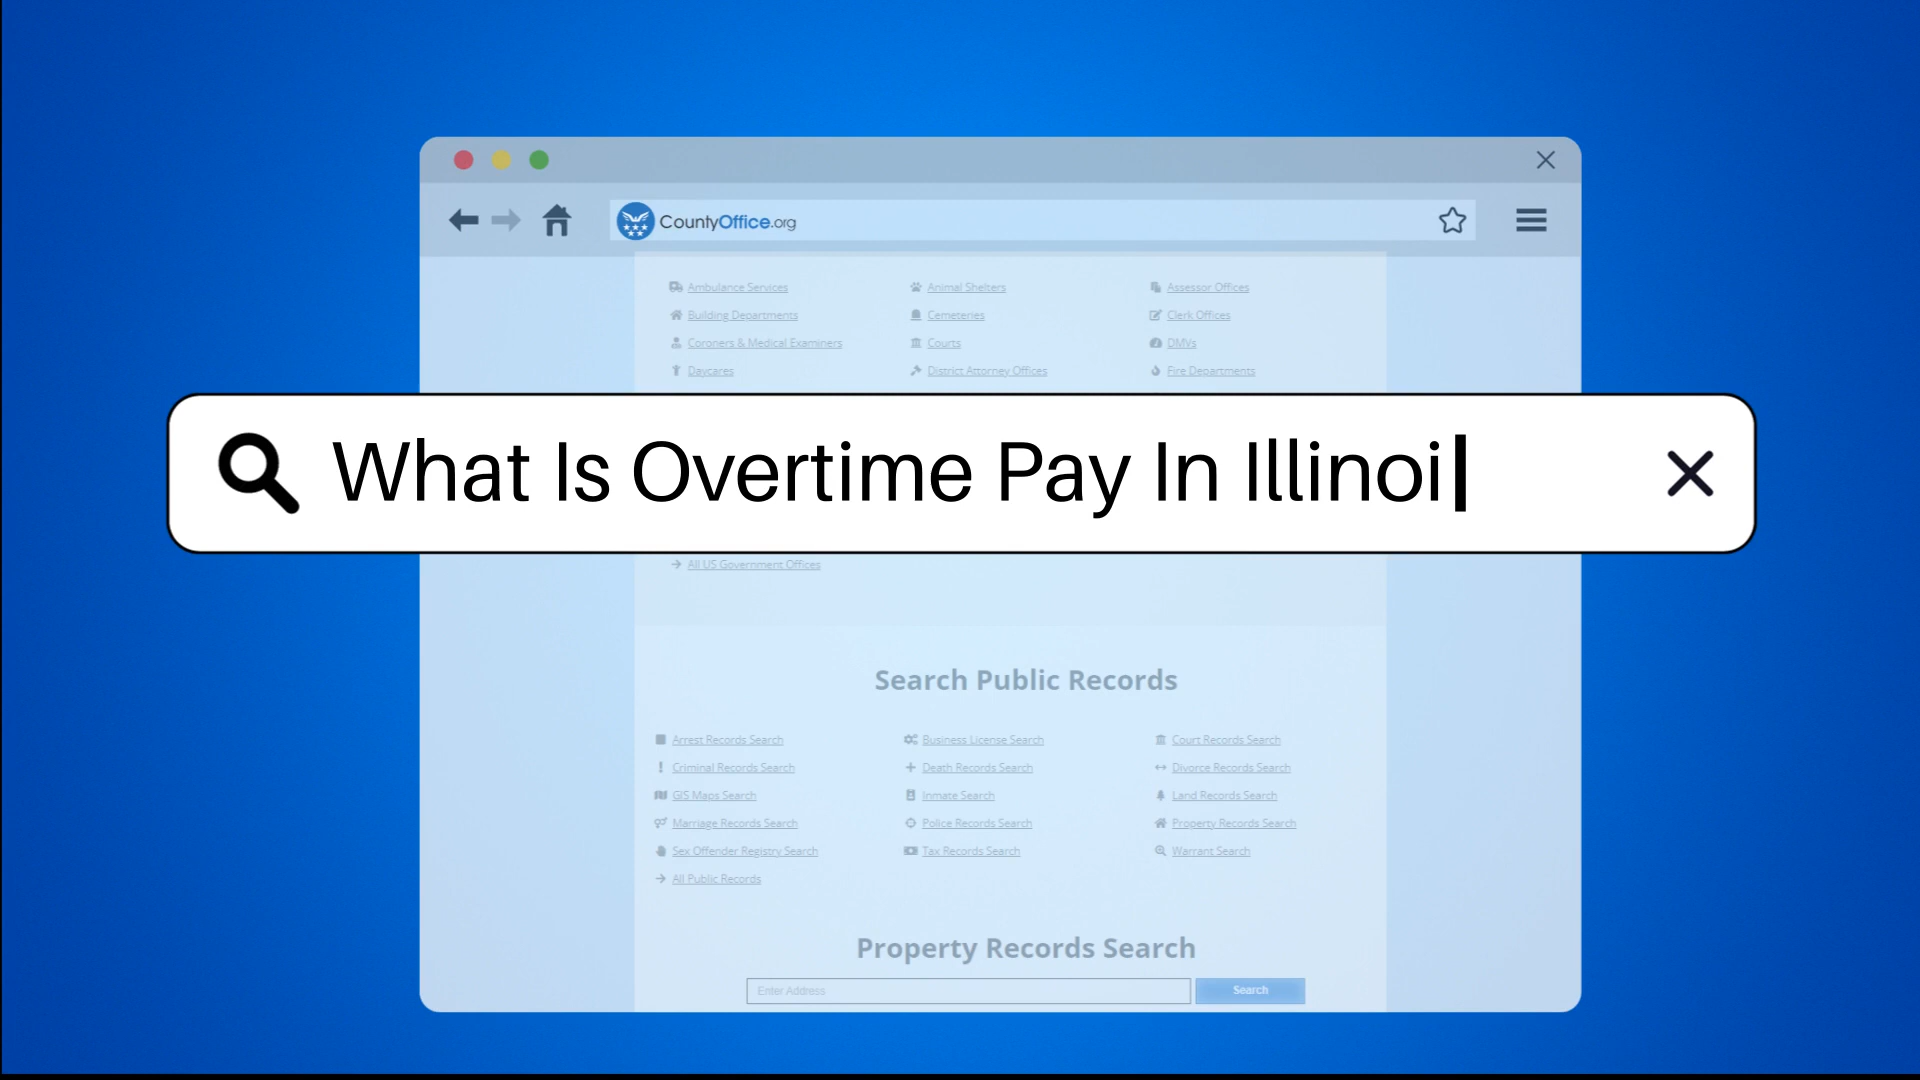 CountyOffice.org
Ambulance Services Animal Shelters Assessor Offices
Building Departments Cemeteries Clerk Offices
Coroners & Medical Examiners Courts DMVs
Daycares District Attorney Offices Fire Departments
What Is Overtime Pay In Illinoi
All US Government Offices
Search Public Records
Arrest Records Search Business License Search Court Records Search
Criminal Records Search Death Records Search Divorce Records Search
GIS Maps Search Inmate Search Land Records Search
Marriage Records Search Police Records Search Property Records Search
Sex Offender Registry Search Tax Records Search Warrant Search
All Public Records
Property Records Search
Enter Address Search